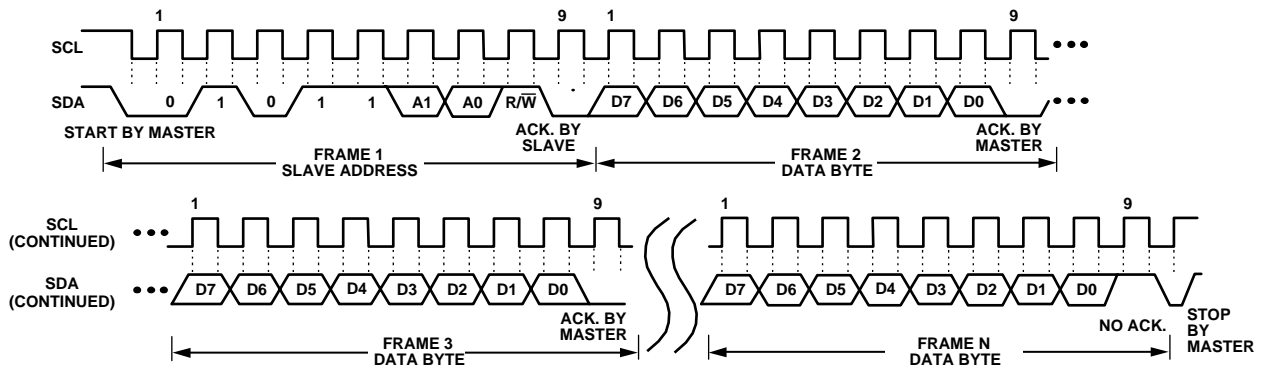 1 9 1 9
SCL
SDA 0 1 0 1 1 A1 A0 R/W̅ D7 D6 D5 D4 D3 D2 D1 D0
START BY MASTER ACK. BY SLAVE ACK. BY MASTER
FRAME 1 SLAVE ADDRESS
FRAME 2 DATA BYTE
1 9 1 9
SCL (CONTINUED)
SDA (CONTINUED) D7 D6 D5 D4 D3 D2 D1 D0 D7 D6 D5 D4 D3 D2 D1 D0
ACK. BY MASTER NO ACK. STOP BY MASTER
FRAME 3 DATA BYTE
FRAME N DATA BYTE